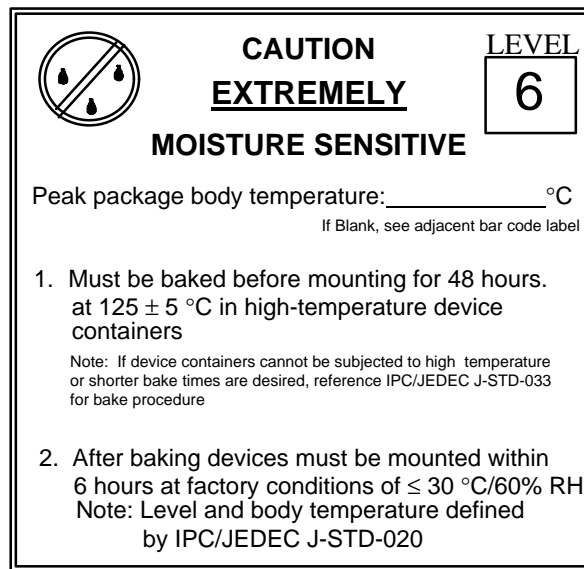 CAUTION
LEVEL
EXTREMELY
6
MOISTURE SENSITIVE
Peak package body temperature:____________°C
If Blank, see adjacent bar code label
1. Must be baked before mounting for 48 hours.
at 125 ± 5 °C in high-temperature device
containers
Note: If device containers cannot be subjected to high temperature
or shorter bake times are desired, reference IPC/JEDEC J-STD-033
for bake procedure
2. After baking devices must be mounted within
6 hours at factory conditions of ≤ 30 °C/60% RH
Note: Level and body temperature defined
by IPC/JEDEC J-STD-020